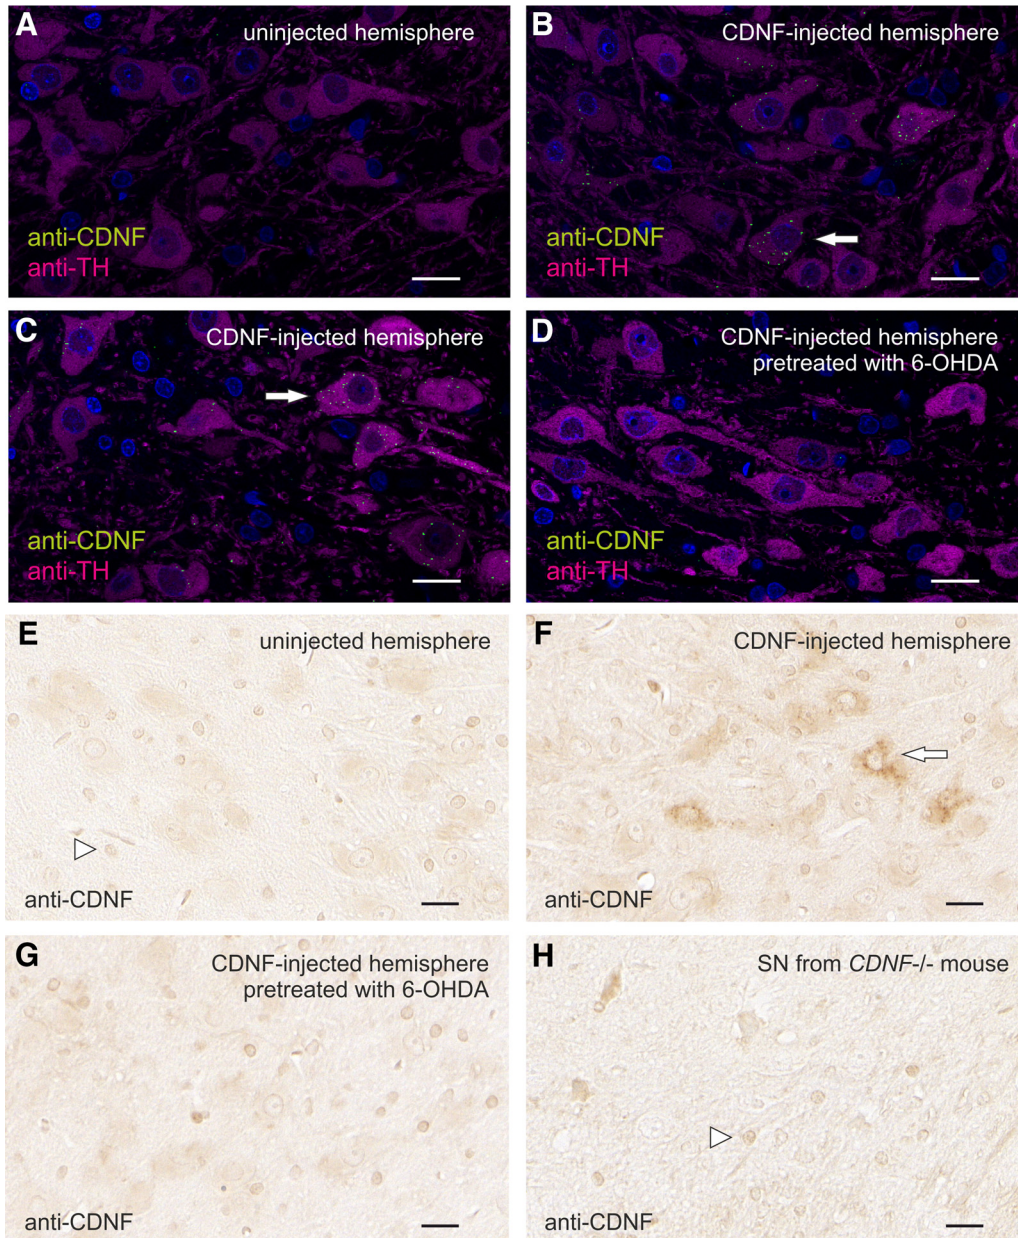 A
uninjected hemisphere
anti-CDNF
anti-TH
B
CDNF-injected hemisphere
anti-CDNF
anti-TH
C
CDNF-injected hemisphere
anti-CDNF
anti-TH
D
CDNF-injected hemisphere
pretreated with 6-OHDA
anti-CDNF
anti-TH
E
uninjected hemisphere
anti-CDNF
F
CDNF-injected hemisphere
anti-CDNF
G
CDNF-injected hemisphere
pretreated with 6-OHDA
anti-CDNF
H
SN from CDNF-/- mouse
anti-CDNF